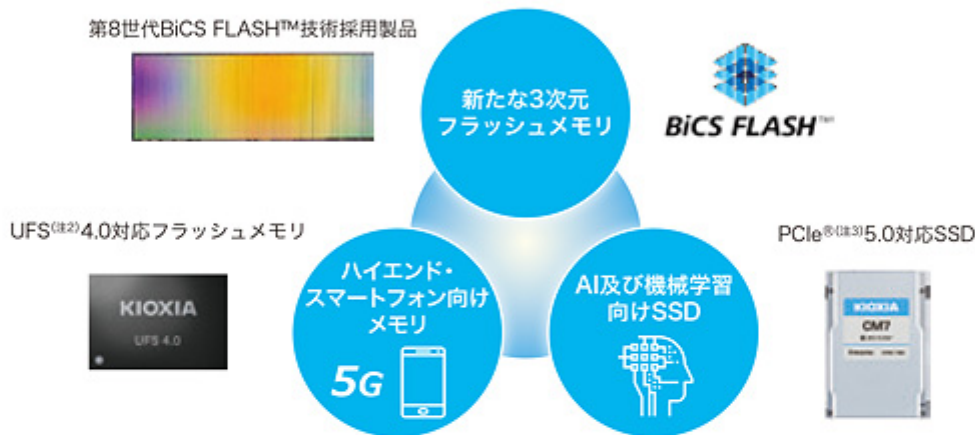 第8世代BiCS FLASH™技術採用製品
新たな3次元
フラッシュメモリ
BiCS FLASH™
UFS(注2)4.0対応フラッシュメモリ
KIOXIA
UFS 4.0
ハイエンド・
スマートフォン向け
メモリ
5G
AI及び機械学習
向けSSD
PCIe®(注3)5.0対応SSD
KIOXIA
CM7